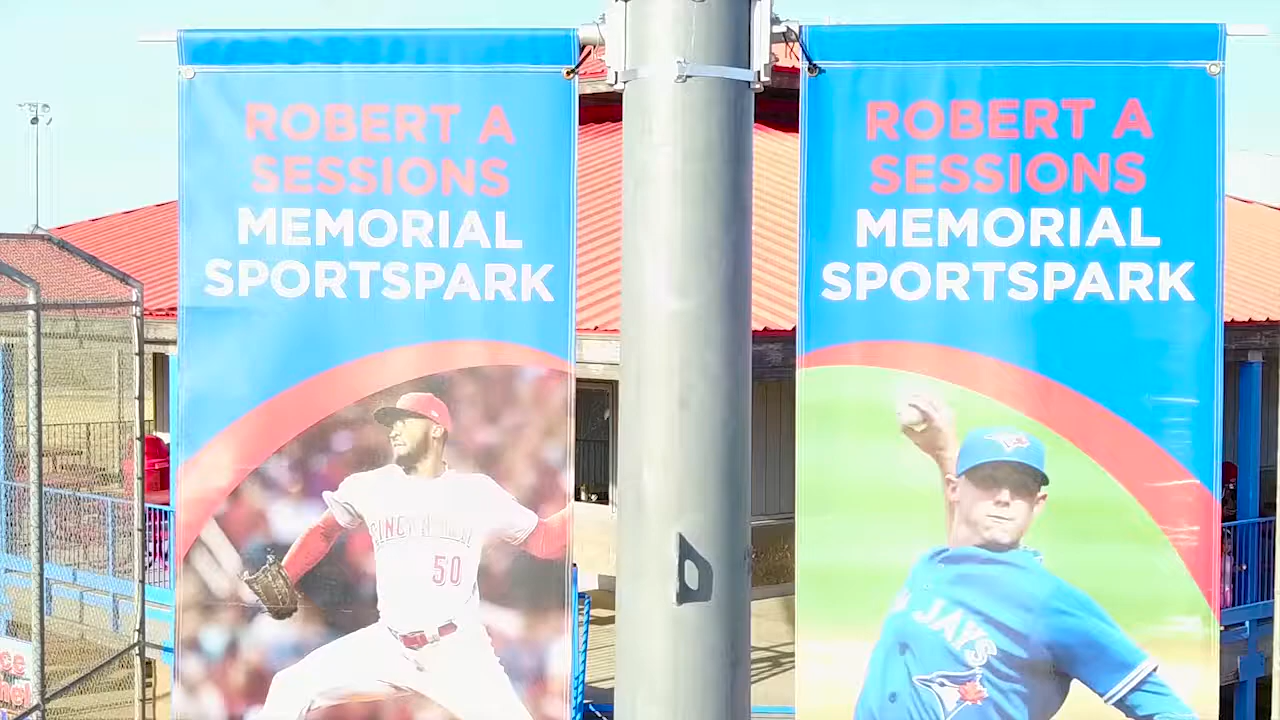 ROBERT A
SESSIONS
MEMORIAL
SPORTSPARK
CINCINNATI
50
ROBERT A
SESSIONS
MEMORIAL
SPORTSPARK
JAYS